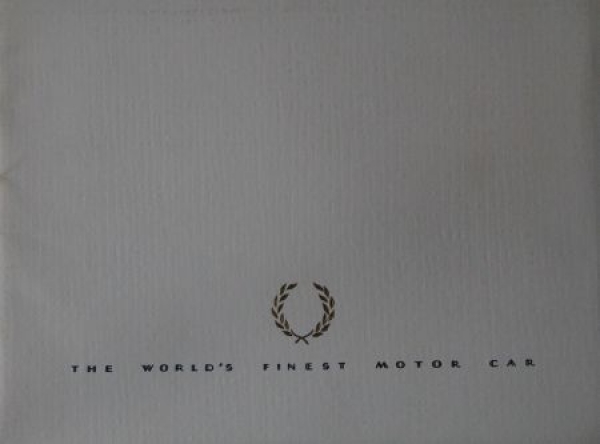 THE WORLD'S FINEST MOTOR CAR